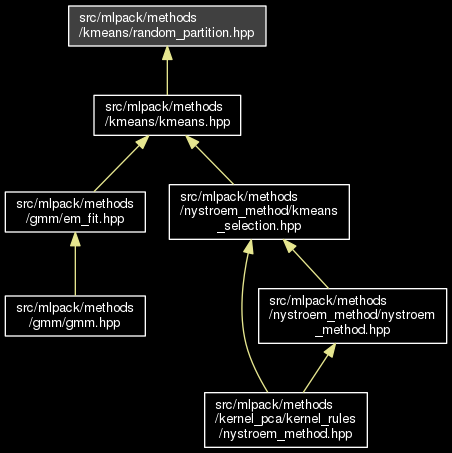 src/mlpack/methods
/kmeans/random_partition.hpp
src/mlpack/methods
/kmeans/kmeans.hpp
src/mlpack/methods
/gmm/em_fit.hpp
src/mlpack/methods
/nystroem_method/kmeans
_selection.hpp
src/mlpack/methods
/gmm/gmm.hpp
src/mlpack/methods
/nystroem_method/nystroem
_method.hpp
src/mlpack/methods
/kernel_pca/kernel_rules
/nystroem_method.hpp